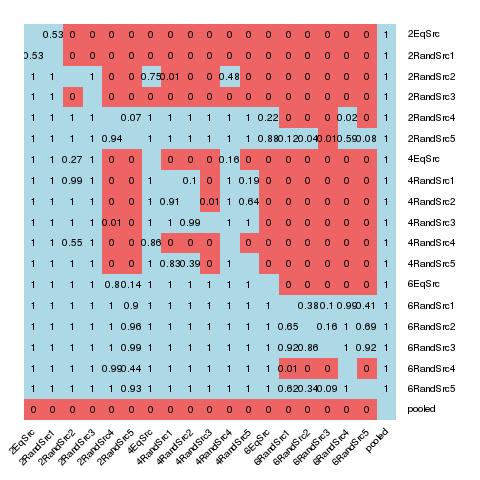 0.53 0 0 0 0 0 0 0 0 0 0 0 0 0 0 0 0 1 2EqSrc
0.53 0 0 0 0 0 0 0 0 0 0 0 0 0 0 0 0 1 2RandSrc1
1 1 1 0 0 0.75 0.01 0 0 0.48 0 0 0 0 0 0 0 1 2RandSrc2
1 1 0 0 0 0 0 0 0 0 0 0 0 0 0 0 0 1 2RandSrc3
1 1 1 1 0.07 1 1 1 1 1 1 0.22 0 0 0 0.02 0 1 2RandSrc4
1 1 1 1 0.94 1 1 1 1 1 1 0.88 0.12 0.04 0.01 0.59 0.08 1 2RandSrc5
1 1 0.27 1 0 0 0 0 0 0.16 0 0 0 0 0 0 0 1 4EqSrc
1 1 0.99 1 0 0 1 0.1 0 1 0.19 0 0 0 0 0 0 1 4RandSrc1
1 1 1 1 0 0 1 0.91 0.01 1 0.64 0 0 0 0 0 0 1 4RandSrc2
1 1 1 1 0.01 0 1 1 0.99 1 1 0 0 0 0 0 0 1 4RandSrc3
1 1 0.55 1 0 0 0.86 0 0 0 0 0 0 0 0 0 0 1 4RandSrc4
1 1 1 1 0 0 1 0.83 0.39 0 1 0 0 0 0 0 0 1 4RandSrc5
1 1 1 1 0.8 0.14 1 1 1 1 1 1 0 0 0 0 0 1 6EqSrc
1 1 1 1 1 0.9 1 1 1 1 1 1 1 0.38 0.1 0.99 0.41 1 6RandSrc1
1 1 1 1 1 0.96 1 1 1 1 1 1 1 0.65 0.16 1 0.69 1 6RandSrc2
1 1 1 1 1 0.99 1 1 1 1 1 1 1 0.92 0.86 1 0.92 1 6RandSrc3
1 1 1 1 0.99 0.44 1 1 1 1 1 1 1 0.01 0 0 0 1 6RandSrc4
1 1 1 1 1 0.93 1 1 1 1 1 1 1 0.62 0.34 0.09 1 1 6RandSrc5
0 0 0 0 0 0 0 0 0 0 0 0 0 0 0 0 0 0 pooled
2EqSrc 2RandSrc1 2RandSrc2 2RandSrc3 2RandSrc4 2RandSrc5 4EqSrc 4RandSrc1 4RandSrc2 4RandSrc3 4RandSrc4 4RandSrc5 6EqSrc 6RandSrc1 6RandSrc2 6RandSrc3 6RandSrc4 6RandSrc5 pooled